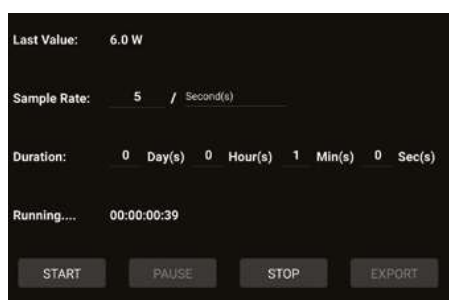 Last Value: 6.0 W
Sample Rate: 5 / Second(s)
Duration: 0 Day(s) 0 Hour(s) 1 Min(s) 0 Sec(s)
Running.... 00:00:00:39
START PAUSE STOP EXPORT